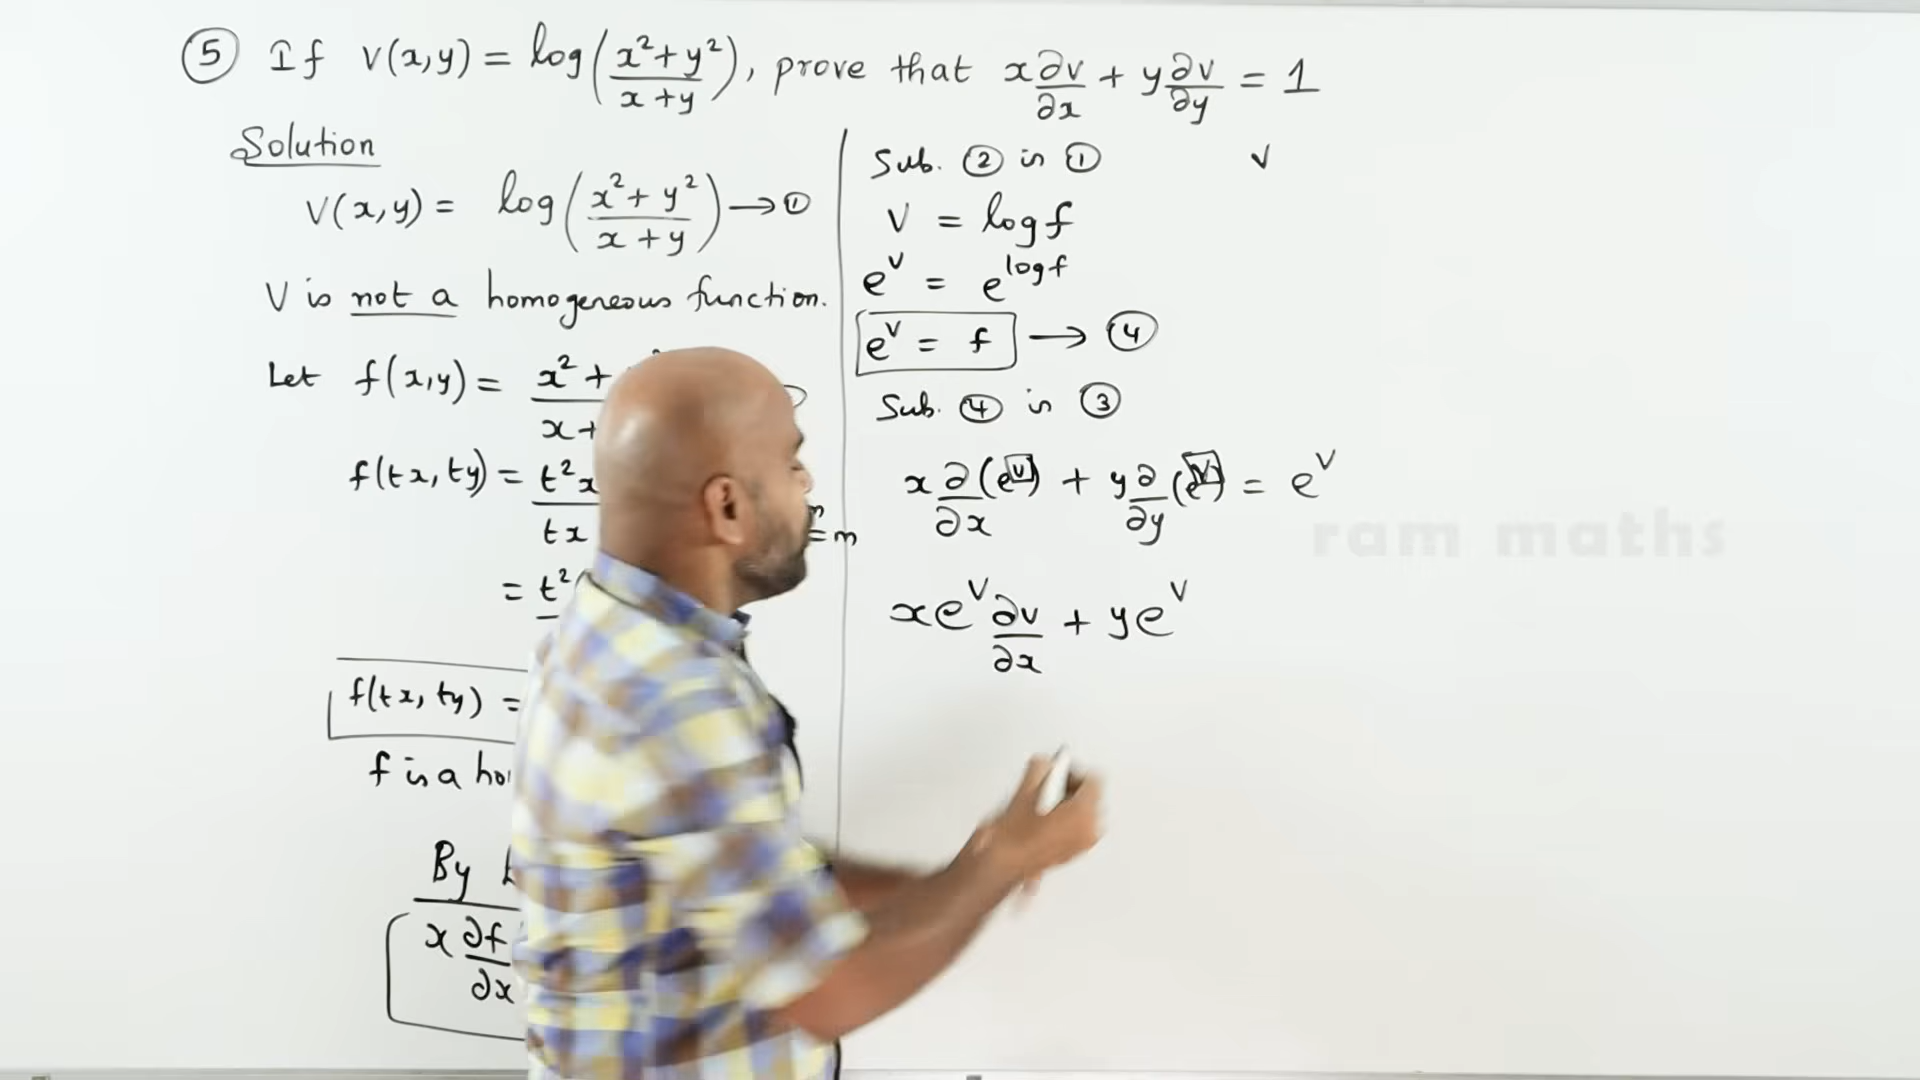 ⑤ If v(x,y) = log((x²+y²)/(x+y)), prove that x ∂v/∂x + y ∂v/∂y = 1
Solution
v(x,y) = log((x²+y²)/(x+y)) → ①
V is not a homogeneous function.
Let f(x,y) = x²+
x+
f(tx, ty) = t²x
tx
= t²
f(tx, ty) =
f is a ho
By
x ∂f/∂x
Sub. ② in ①
v
v = log f
e^v = e^(log f)
e^v = f → ④
Sub. ④ in ③
x ∂/∂x (e^v) + y ∂/∂y (e^v) = e^v
x e^v ∂v/∂x + y e^v
ram maths